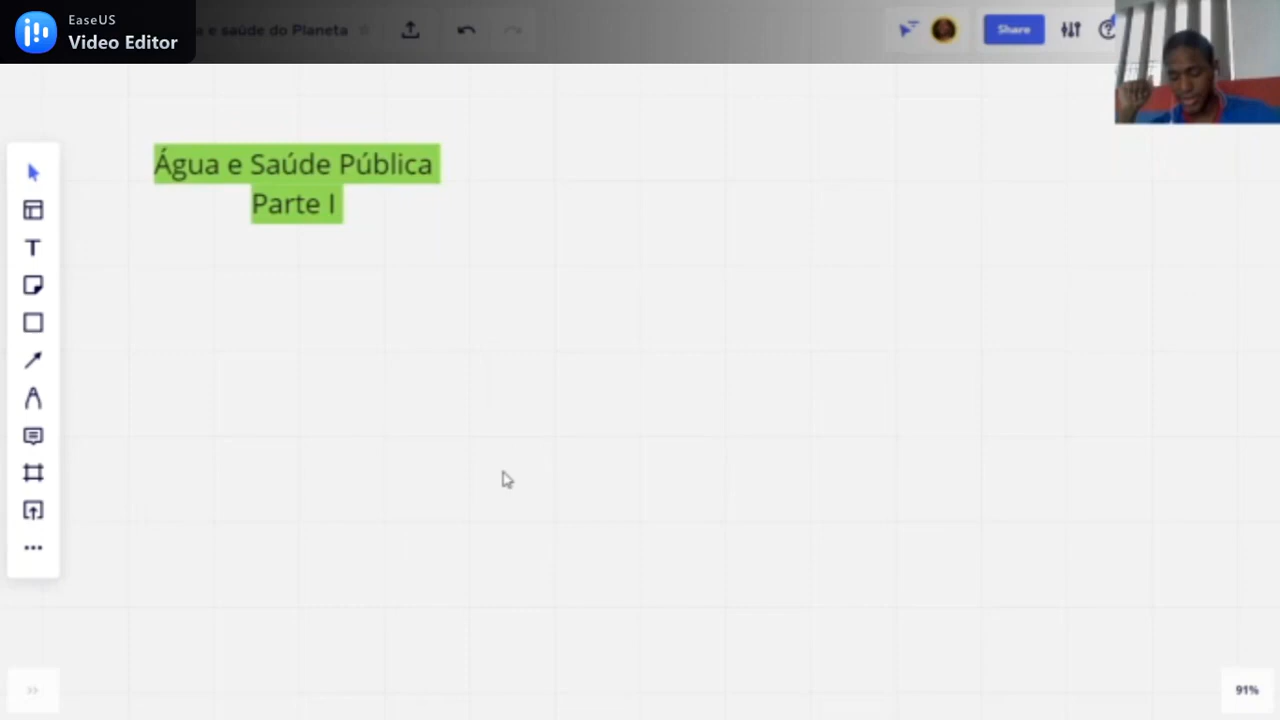 EaseUS
Video Editor
e saúde do Planeta
Share
Água e Saúde Pública
Parte I
91%